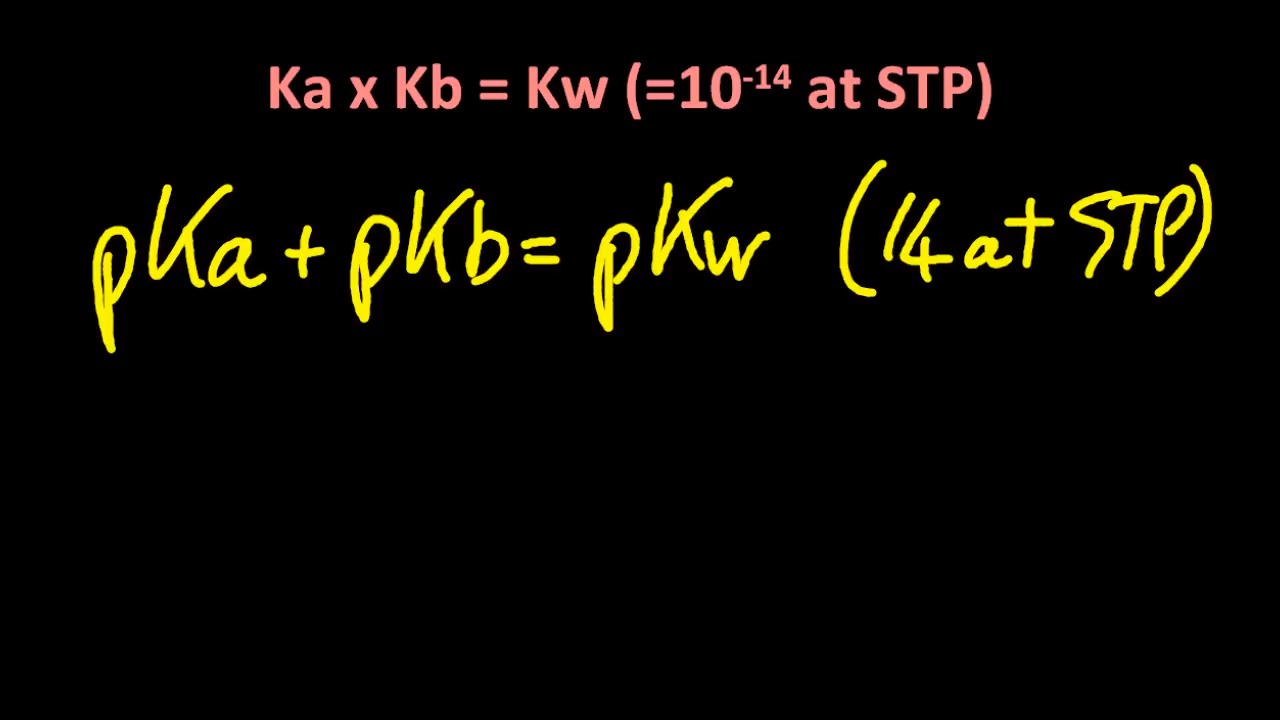 Ka x Kb = Kw (=10⁻¹⁴ at STP)
pKa + pKb = pKw (14 at STP)